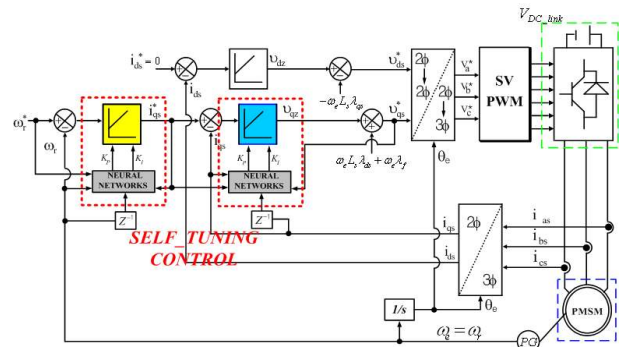 V_DC_link
i_ds* = 0
i_ds
υ_dz
υ_ds*
−ω_e L_s λ_qs
2ϕ
2ϕ
2ϕ
3ϕ
v_a*
v_b*
v_c*
SV
PWM
ω_r*
ω_r
i_qs*
υ_qz
υ_qs*
K_p
K_I
K_p
K_I
NEURAL
NETWORKS
NEURAL
NETWORKS
ω_e L_s λ_ds + ω_e λ_f
θ_e
Z⁻¹
Z⁻¹
SELF_TUNING
CONTROL
i_qs
i_ds
2ϕ
3ϕ
i_as
i_bs
i_cs
1/s
θ_e
ω_e = ω_r
PG
PMSM